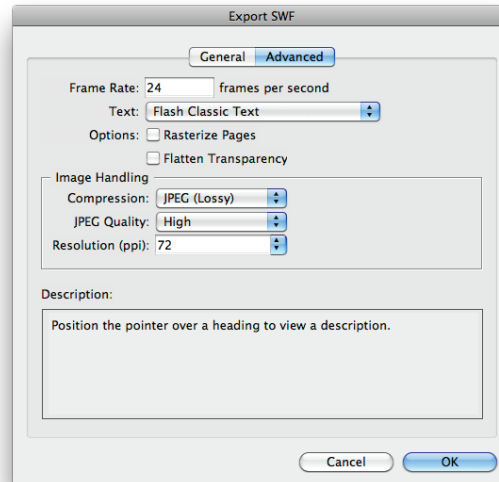 Export SWF
General Advanced
Frame Rate: 24 frames per second
Text: Flash Classic Text
Options: Rasterize Pages
Flatten Transparency
Image Handling
Compression: JPEG (Lossy)
JPEG Quality: High
Resolution (ppi): 72
Description:
Position the pointer over a heading to view a description.
Cancel OK